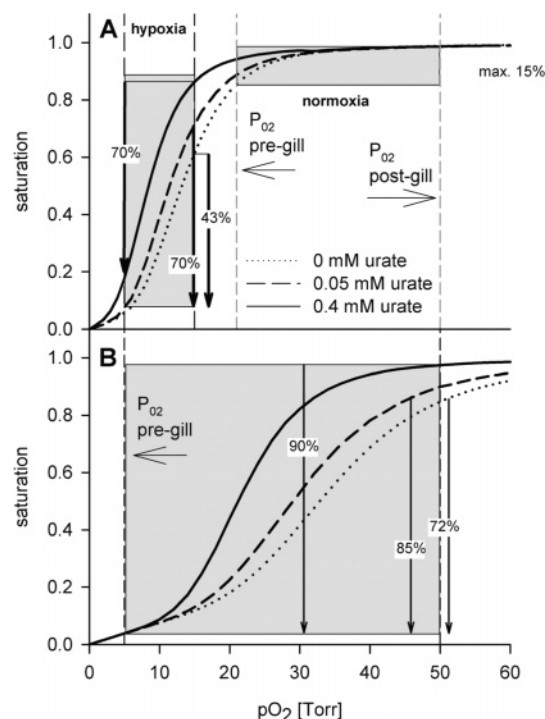 A
hypoxia
1.0
0.8
0.6
0.4
0.2
0.0
saturation
max. 15%
normoxia
70%
70%
43%
P02
pre-gill
P02
post-gill
0 mM urate
0.05 mM urate
0.4 mM urate
B
1.0
0.8
0.6
0.4
0.2
0.0
saturation
P02
pre-gill
90%
85%
72%
0 10 20 30 40 50 60
pO2 [Torr]